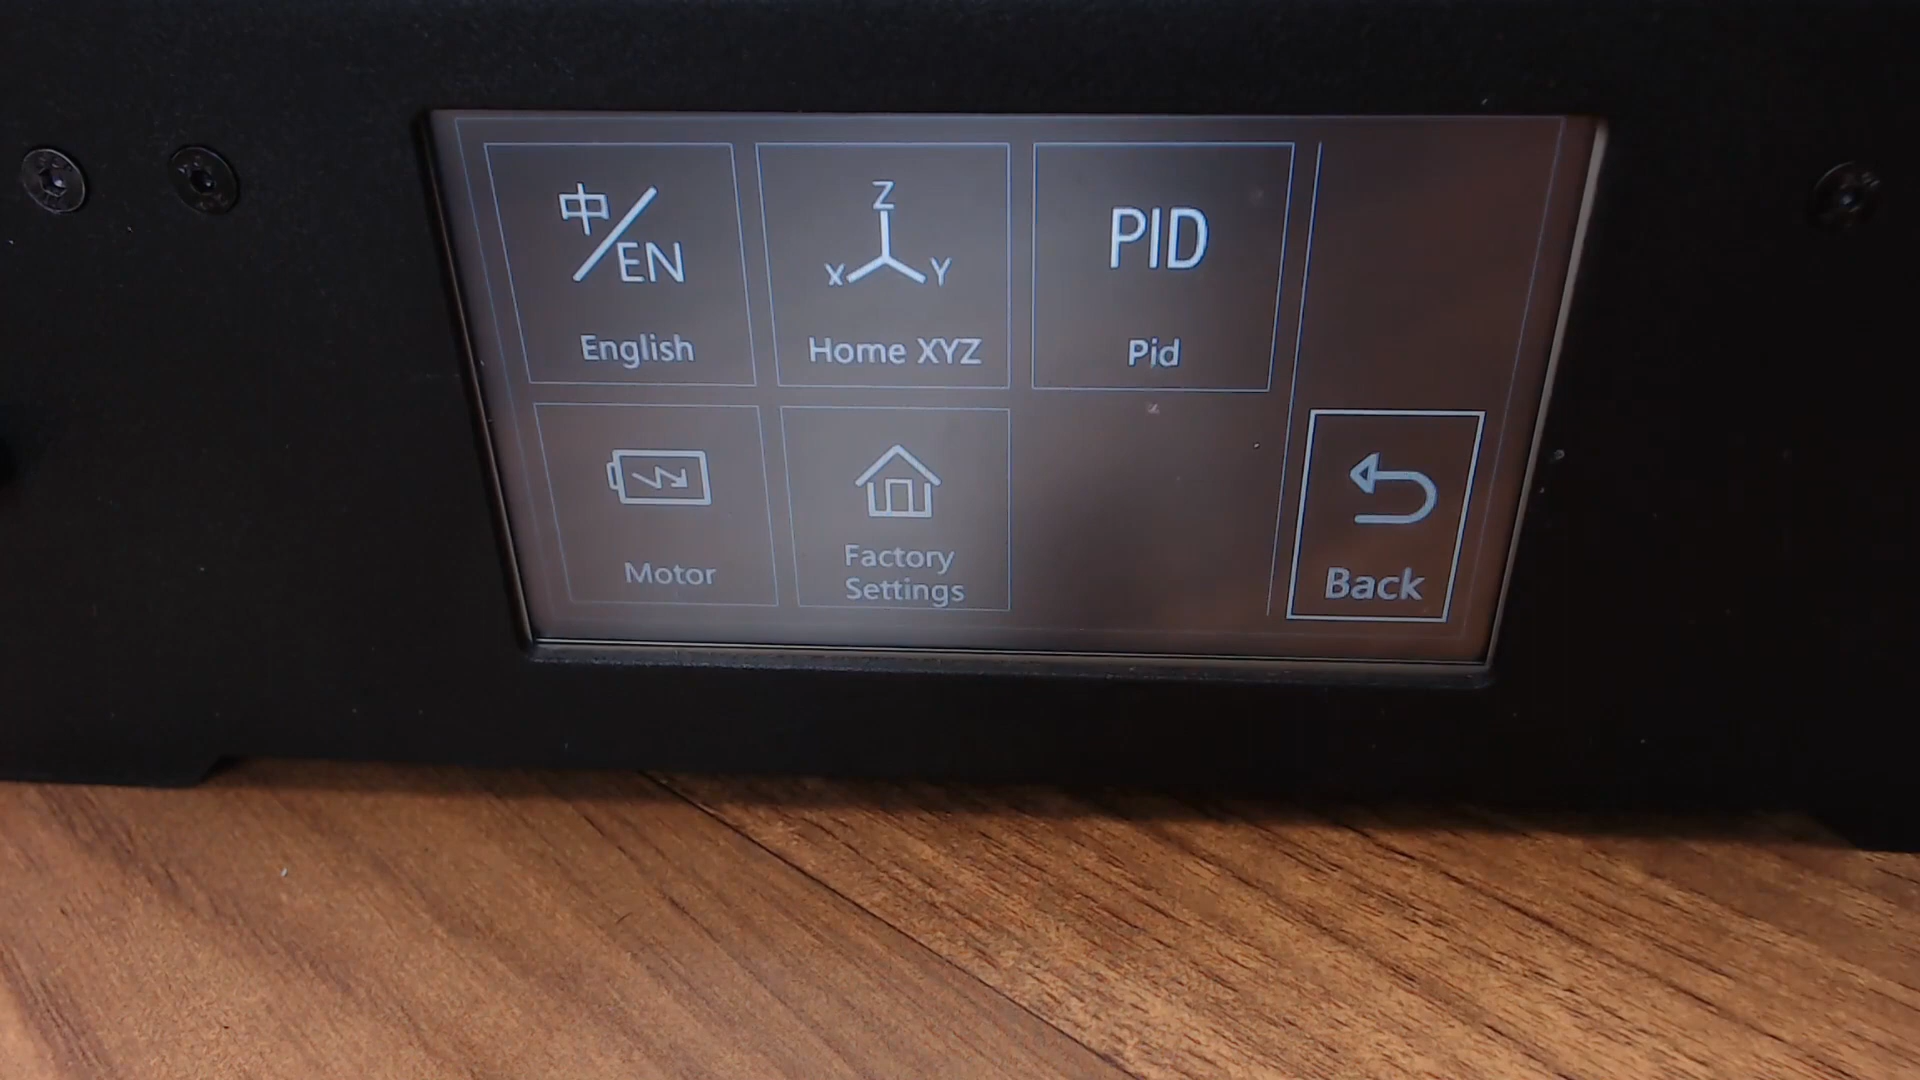 中/EN
English
Z
X Y
Home XYZ
PID
Pid
Motor
Factory
Settings
Back